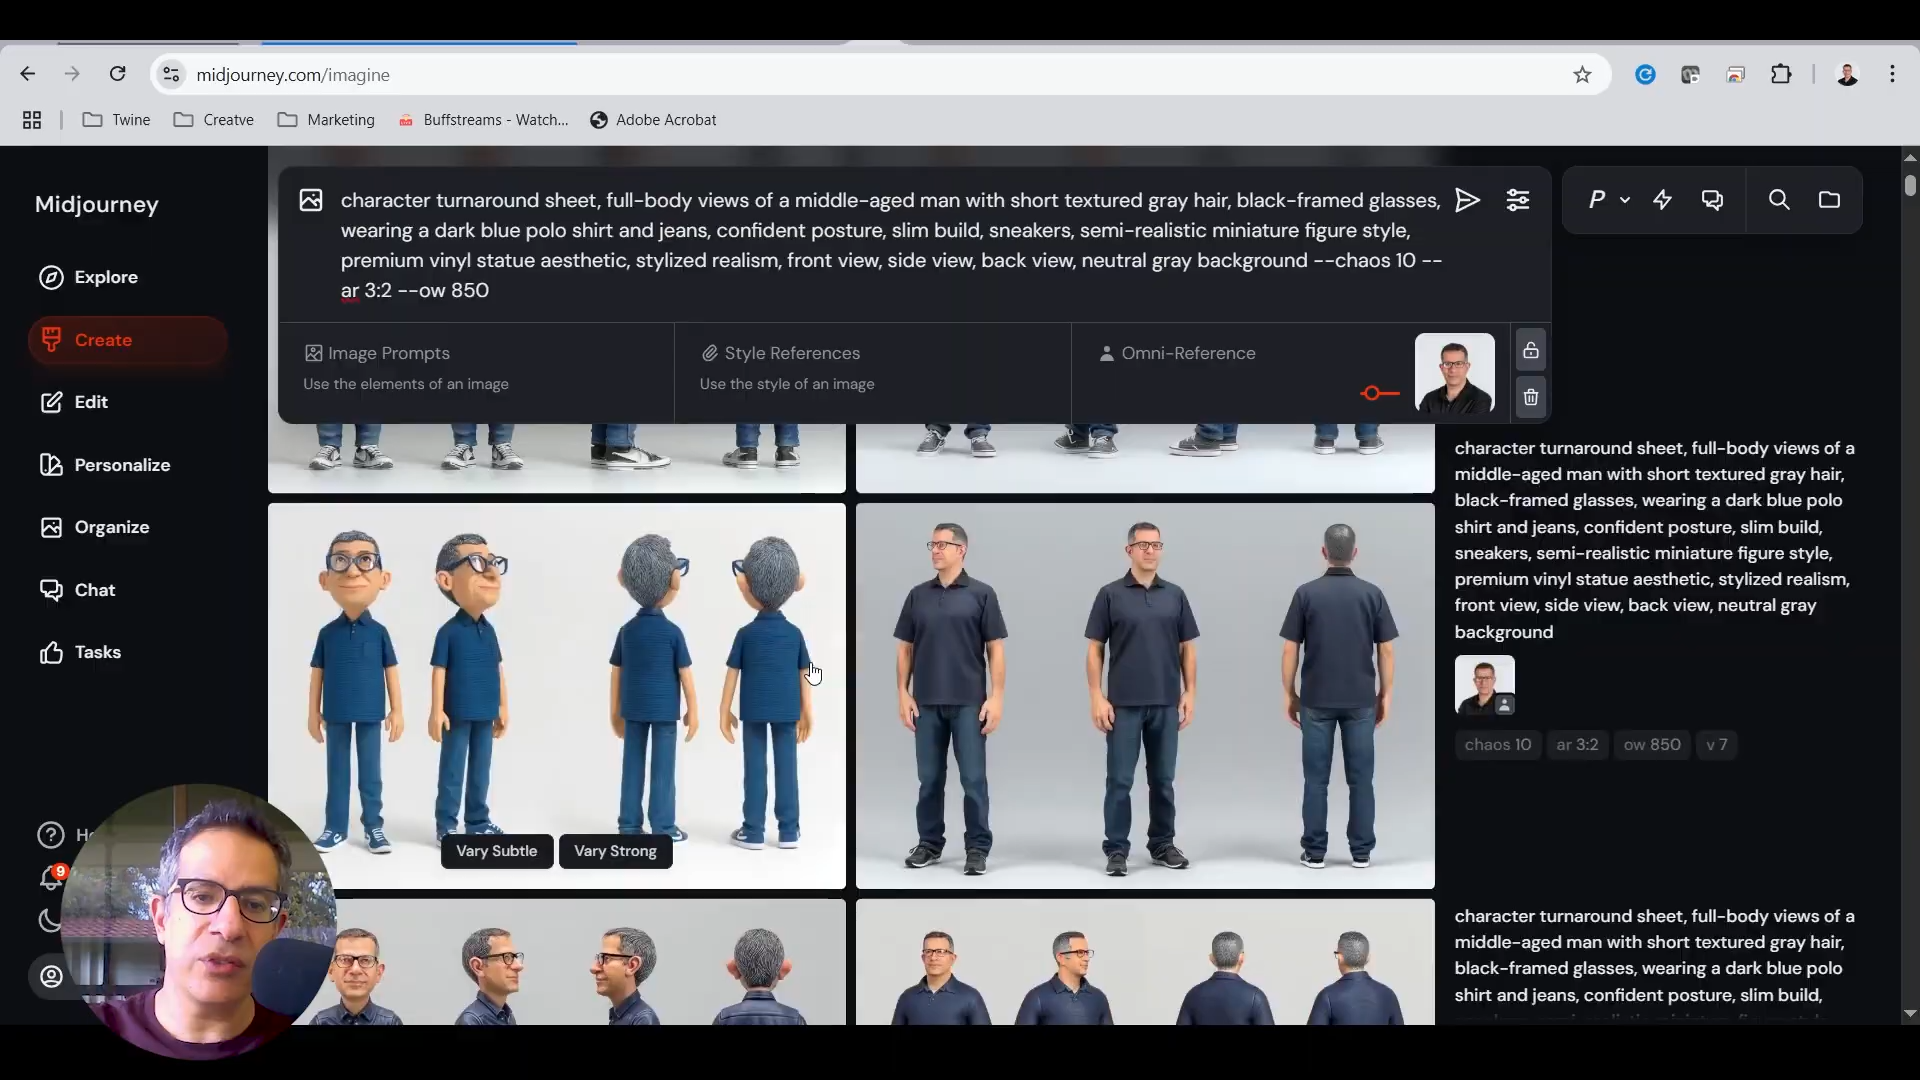 midjourney.com/imagine
Twine
Creatve
Marketing
Buffstreams - Watch...
Adobe Acrobat
Midjourney
Explore
Create
Edit
Personalize
Organize
Chat
Tasks
9
character turnaround sheet, full-body views of a middle-aged man with short textured gray hair, black-framed glasses,
wearing a dark blue polo shirt and jeans, confident posture, slim build, sneakers, semi-realistic miniature figure style,
premium vinyl statue aesthetic, stylized realism, front view, side view, back view, neutral gray background --chaos 10 --
ar 3:2 --ow 850
P
Image Prompts
Use the elements of an image
Style References
Use the style of an image
Omni-Reference
Vary Subtle
Vary Strong
character turnaround sheet, full-body views of a
middle-aged man with short textured gray hair,
black-framed glasses, wearing a dark blue polo
shirt and jeans, confident posture, slim build,
sneakers, semi-realistic miniature figure style,
premium vinyl statue aesthetic, stylized realism,
front view, side view, back view, neutral gray
background
chaos 10
ar 3:2
ow 850
v 7
character turnaround sheet, full-body views of a
middle-aged man with short textured gray hair,
black-framed glasses, wearing a dark blue polo
shirt and jeans, confident posture, slim build,